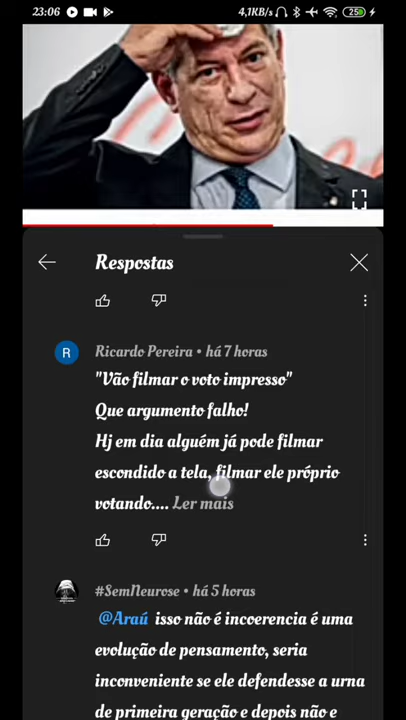 23:06
4,1KB/s
25
Respostas
R
Ricardo Pereira • há 7 horas
"Vão filmar o voto impresso"
Que argumento falho!
Hj em dia alguém já pode filmar
escondido a tela, filmar ele próprio
votando.... Ler mais
#SemNeurose • há 5 horas
@Araú isso não é incoerencia é uma
evolução de pensamento, seria
inconveniente se ele defendesse a urna
de primeira geração e depois não e